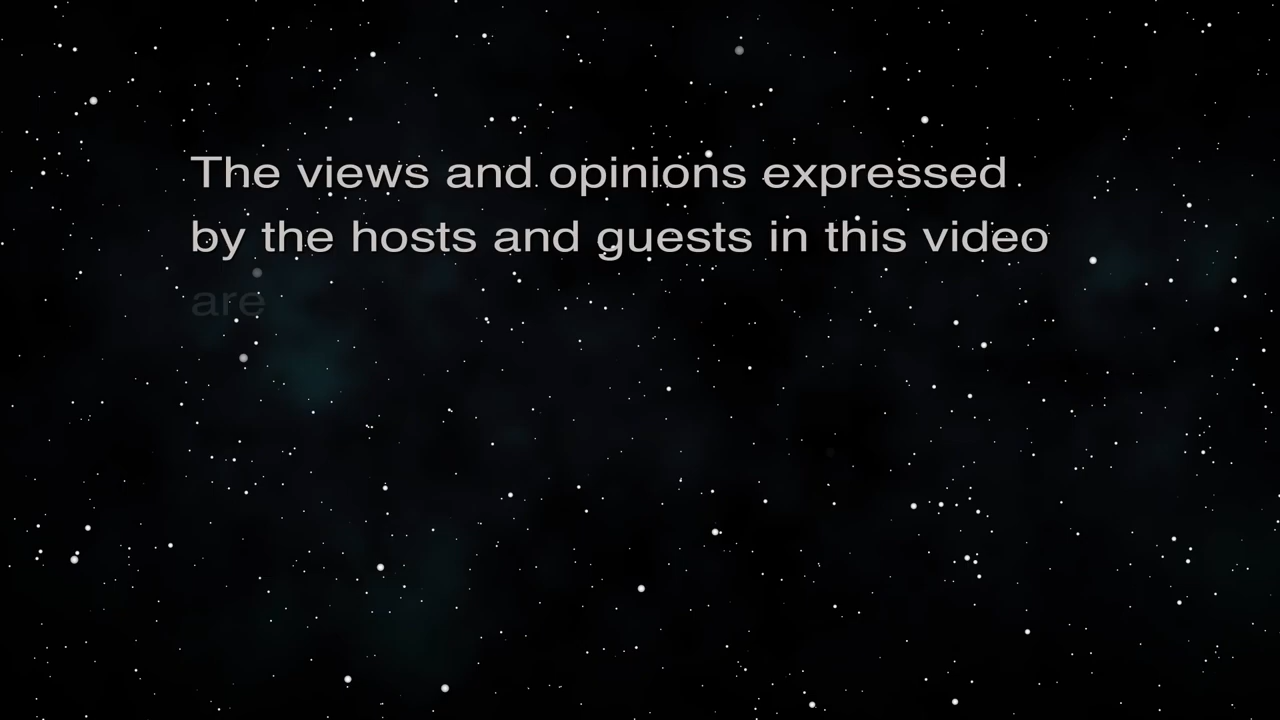 The views and opinions expressed
by the hosts and guests in this video
are